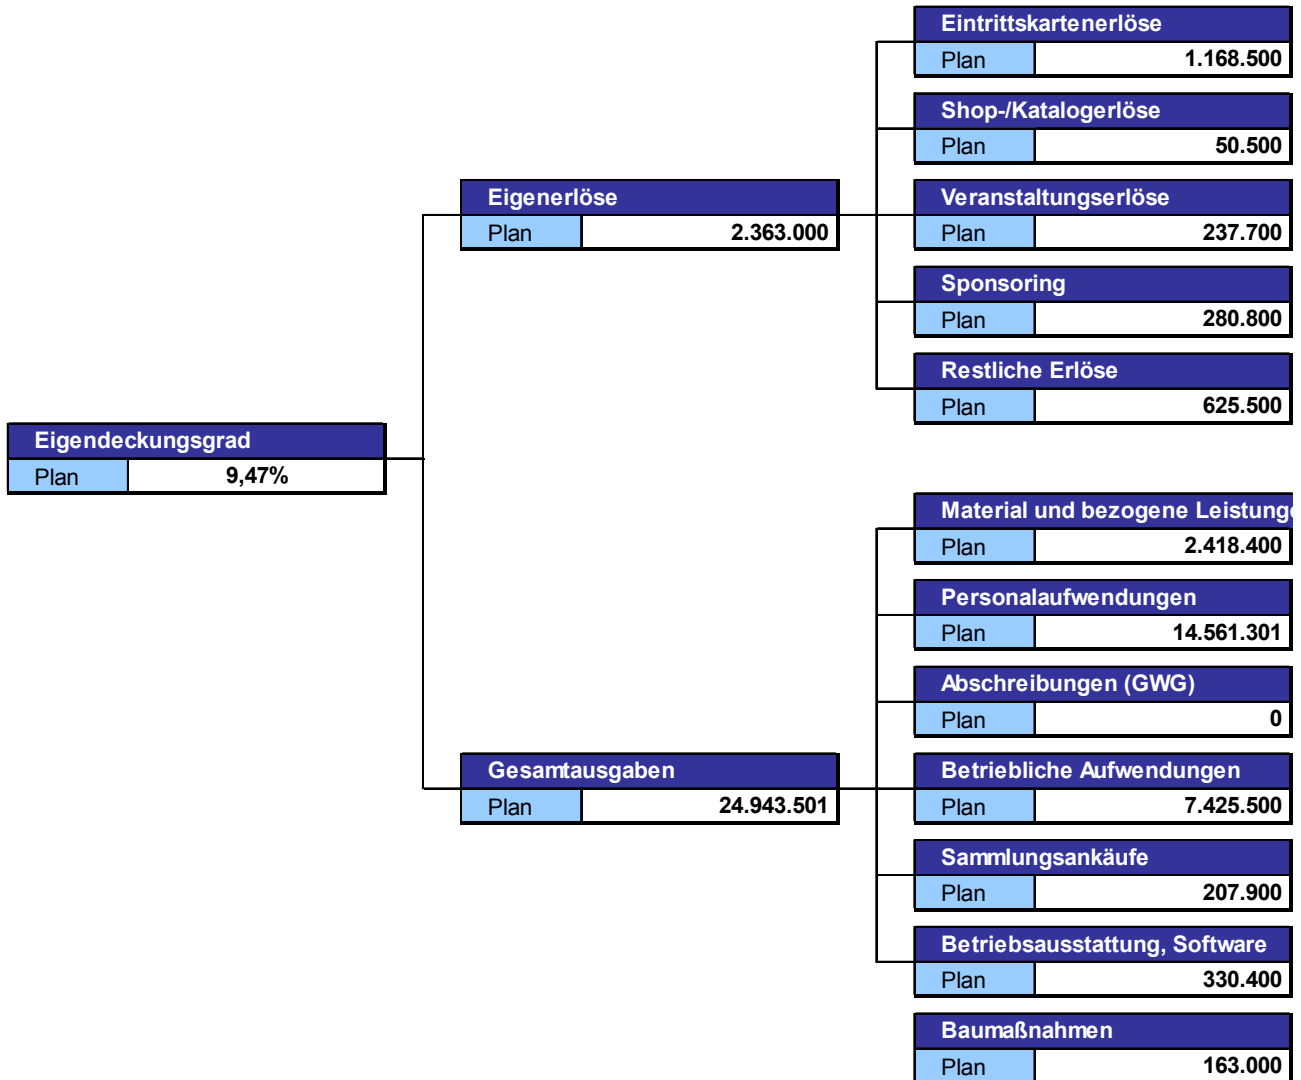 Eintrittskartenerlöse
Plan 1.168.500
Shop-/Katalogerlöse
Plan 50.500
Eigenerlöse
Plan 2.363.000
Veranstaltungserlöse
Plan 237.700
Sponsoring
Plan 280.800
Restliche Erlöse
Plan 625.500
Eigendeckungsgrad
Plan 9,47%
Material und bezogene Leistung
Plan 2.418.400
Personalaufwendungen
Plan 14.561.301
Abschreibungen (GWG)
Plan 0
Gesamtausgaben
Plan 24.943.501
Betriebliche Aufwendungen
Plan 7.425.500
Sammlungsankäufe
Plan 207.900
Betriebsausstattung, Software
Plan 330.400
Baumaßnahmen
Plan 163.000